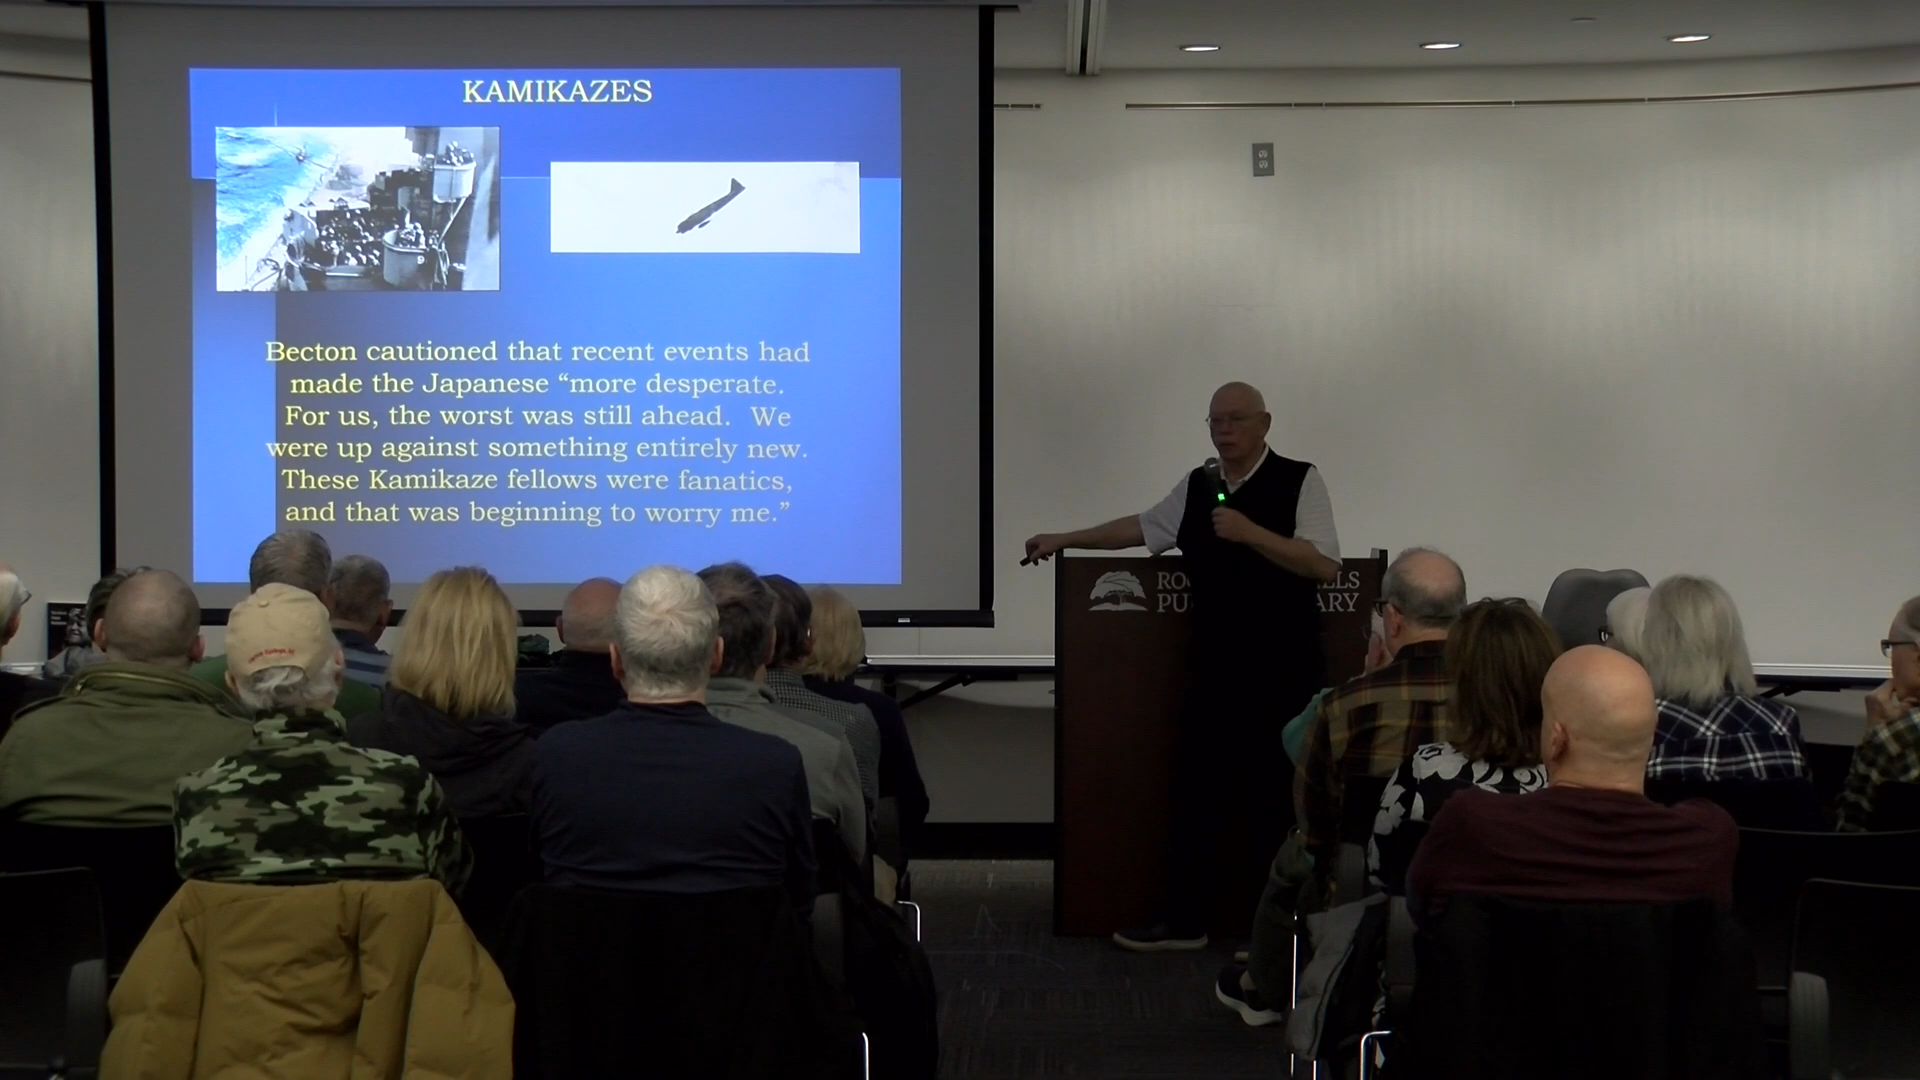 KAMIKAZES
9
Becton cautioned that recent events had
made the Japanese “more desperate.
For us, the worst was still ahead.  We
were up against something entirely new.
These Kamikaze fellows were fanatics,
and that was beginning to worry me.”